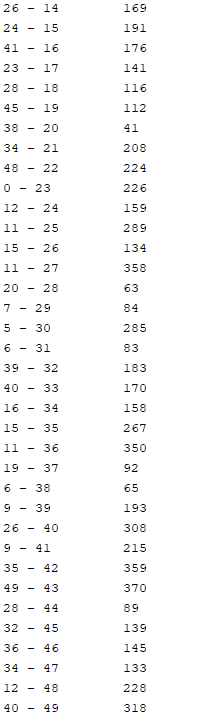 26 - 14 169
24 - 15 191
41 - 16 176
23 - 17 141
28 - 18 116
45 - 19 112
38 - 20 41
34 - 21 208
48 - 22 224
0 - 23 226
12 - 24 159
11 - 25 289
15 - 26 134
11 - 27 358
20 - 28 63
7 - 29 84
5 - 30 285
6 - 31 83
39 - 32 183
40 - 33 170
16 - 34 158
15 - 35 267
11 - 36 350
19 - 37 92
6 - 38 65
9 - 39 193
26 - 40 308
9 - 41 215
35 - 42 359
49 - 43 370
28 - 44 89
32 - 45 139
36 - 46 145
34 - 47 133
12 - 48 228
40 - 49 318